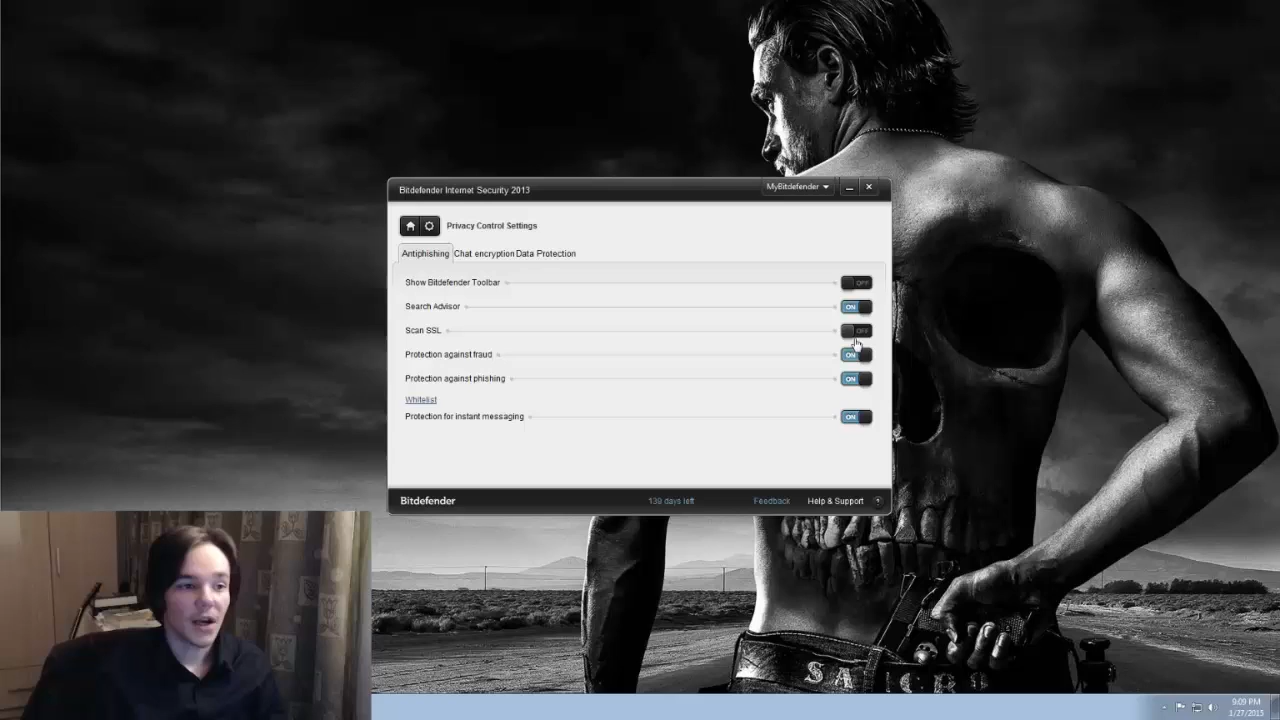 Bitdefender Internet Security 2013
MyBitdefender
Privacy Control Settings
Antiphishing Chat encryption Data Protection
Show Bitdefender Toolbar OFF
Search Advisor ON
Scan SSL OFF
Protection against fraud ON
Protection against phishing ON
Whitelist
Protection for instant messaging ON
Bitdefender 139 days left Feedback Help & Support ?
9:09 PM
1/27/2015